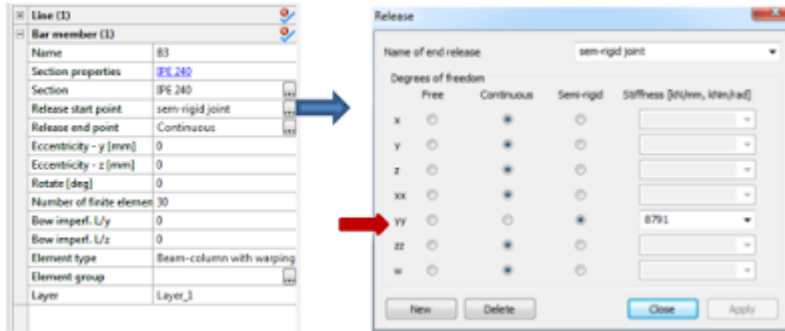 Line (1)
Bar member (1)
Name B3
Section properties IPE 240
Section IPE 240 ...
Release start point sem-rigid joint ...
Release end point Continuous ...
Eccentricity - y [mm] 0
Eccentricity - z [mm] 0
Rotate [deg] 0
Number of finite elemen 30
Bow imperf. L/y 0
Bow imperf. L/z 0
Element type Beam-column with warping
Element group ...
Layer Layer_1
Release
Name of end release sem-rigid joint
Degrees of freedom
Free Continuous Semi-rigid Stiffness [kN/mm, kNm/rad]
x
y
z
xx
yy 8791
zz
w
New Delete Close Apply